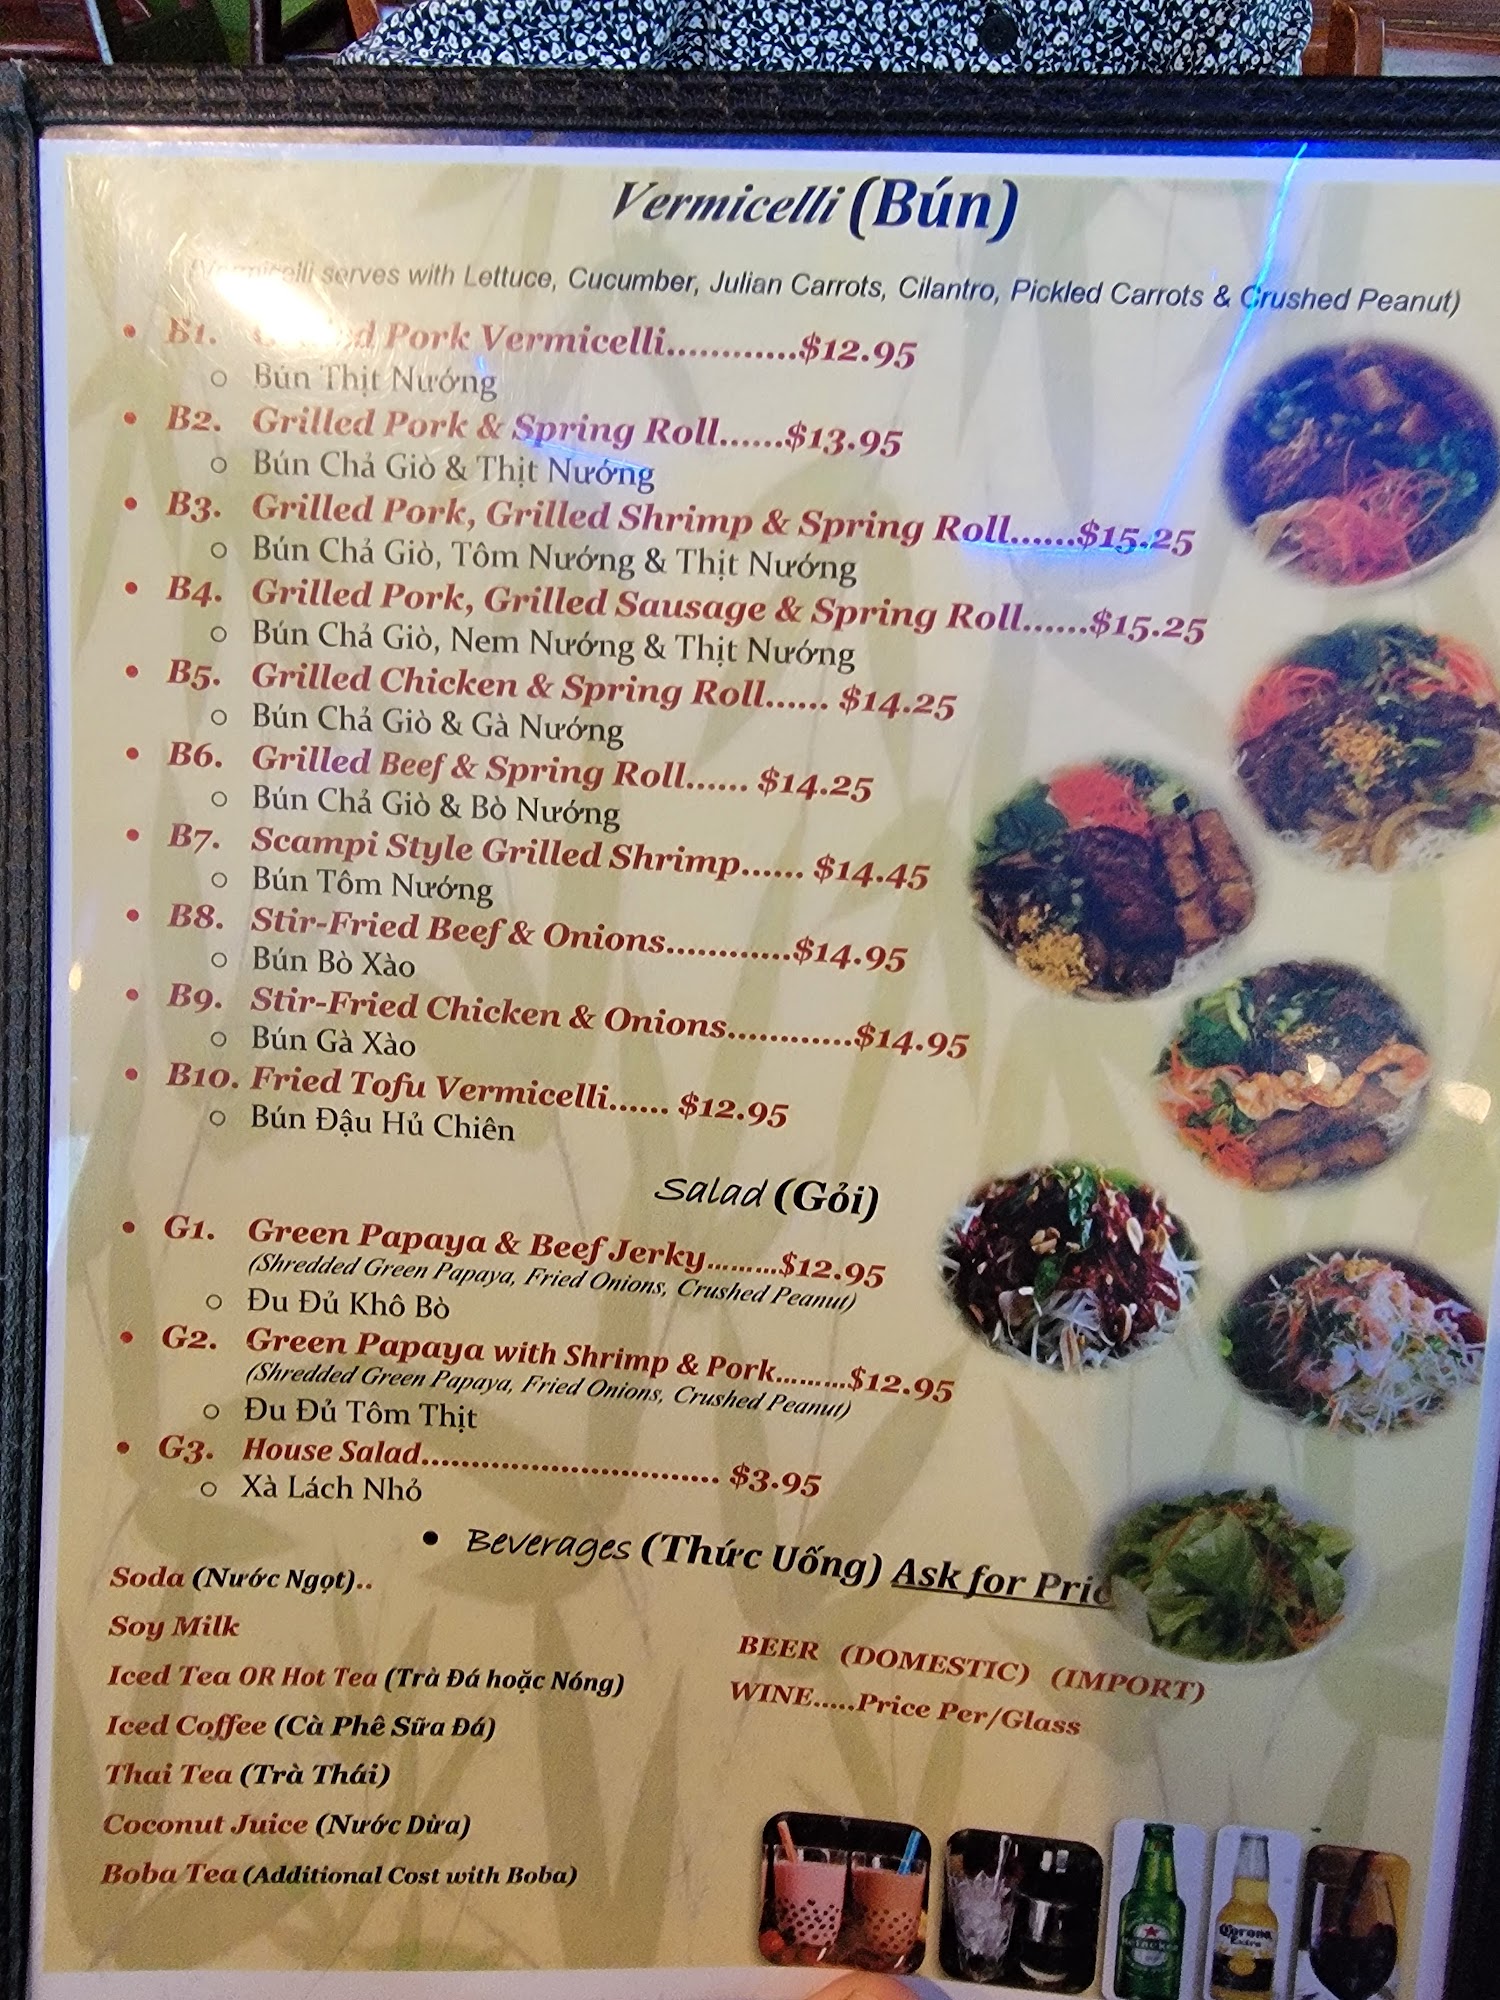 Vermicelli (Bún)
serves with Lettuce, Cucumber, Julian Carrots, Cilantro, Pickled Carrots & Crushed Peanut)
• B1. Pork Vermicelli............$12.95
○ Bún Thịt Nướng
• B2. Grilled Pork & Spring Roll......$13.95
○ Bún Chả Giò & Thịt Nướng
• B3. Grilled Pork, Grilled Shrimp & Spring Roll......$15.25
○ Bún Chả Giò, Tôm Nướng & Thịt Nướng
• B4. Grilled Pork, Grilled Sausage & Spring Roll......$15.25
○ Bún Chả Giò, Nem Nướng & Thịt Nướng
• B5. Grilled Chicken & Spring Roll...... $14.25
○ Bún Chả Giò & Gà Nướng
• B6. Grilled Beef & Spring Roll...... $14.25
○ Bún Chả Giò & Bò Nướng
• B7. Scampi Style Grilled Shrimp...... $14.45
○ Bún Tôm Nướng
• B8. Stir-Fried Beef & Onions............$14.95
○ Bún Bò Xào
• B9. Stir-Fried Chicken & Onions............$14.95
○ Bún Gà Xào
• B10. Fried Tofu Vermicelli...... $12.95
○ Bún Đậu Hủ Chiên
Salad (Gỏi)
• G1. Green Papaya & Beef Jerky.........$12.95
(Shredded Green Papaya, Fried Onions, Crushed Peanut)
○ Đu Đủ Khô Bò
• G2. Green Papaya with Shrimp & Pork.........$12.95
(Shredded Green Papaya, Fried Onions, Crushed Peanut)
○ Đu Đủ Tôm Thịt
• G3. House Salad.............................. $3.95
○ Xà Lách Nhỏ
• Beverages (Thức Uống) Ask for Pric
Soda (Nước Ngọt)..
Soy Milk
Iced Tea OR Hot Tea (Trà Đá hoặc Nóng)
Iced Coffee (Cà Phê Sữa Đá)
Thai Tea (Trà Thái)
Coconut Juice (Nước Dừa)
Boba Tea (Additional Cost with Boba)
BEER (DOMESTIC) (IMPORT)
WINE.....Price Per/Glass
Heineken
Corona
Extra